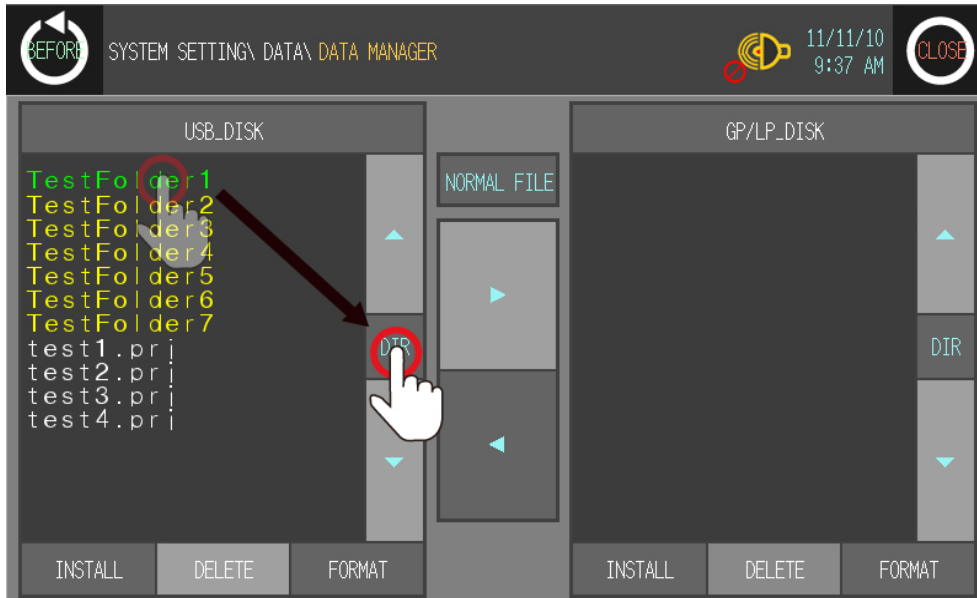 BEFORE
SYSTEM SETTING\ DATA\ DATA MANAGER
11/11/10
9:37 AM
CLOSE
USB_DISK
TestFolder1
TestFolder2
TestFolder3
TestFolder4
TestFolder5
TestFolder6
TestFolder7
test1.prj
test2.prj
test3.prj
test4.prj
DIR
INSTALL
DELETE
FORMAT
NORMAL FILE
GP/LP_DISK
DIR
INSTALL
DELETE
FORMAT